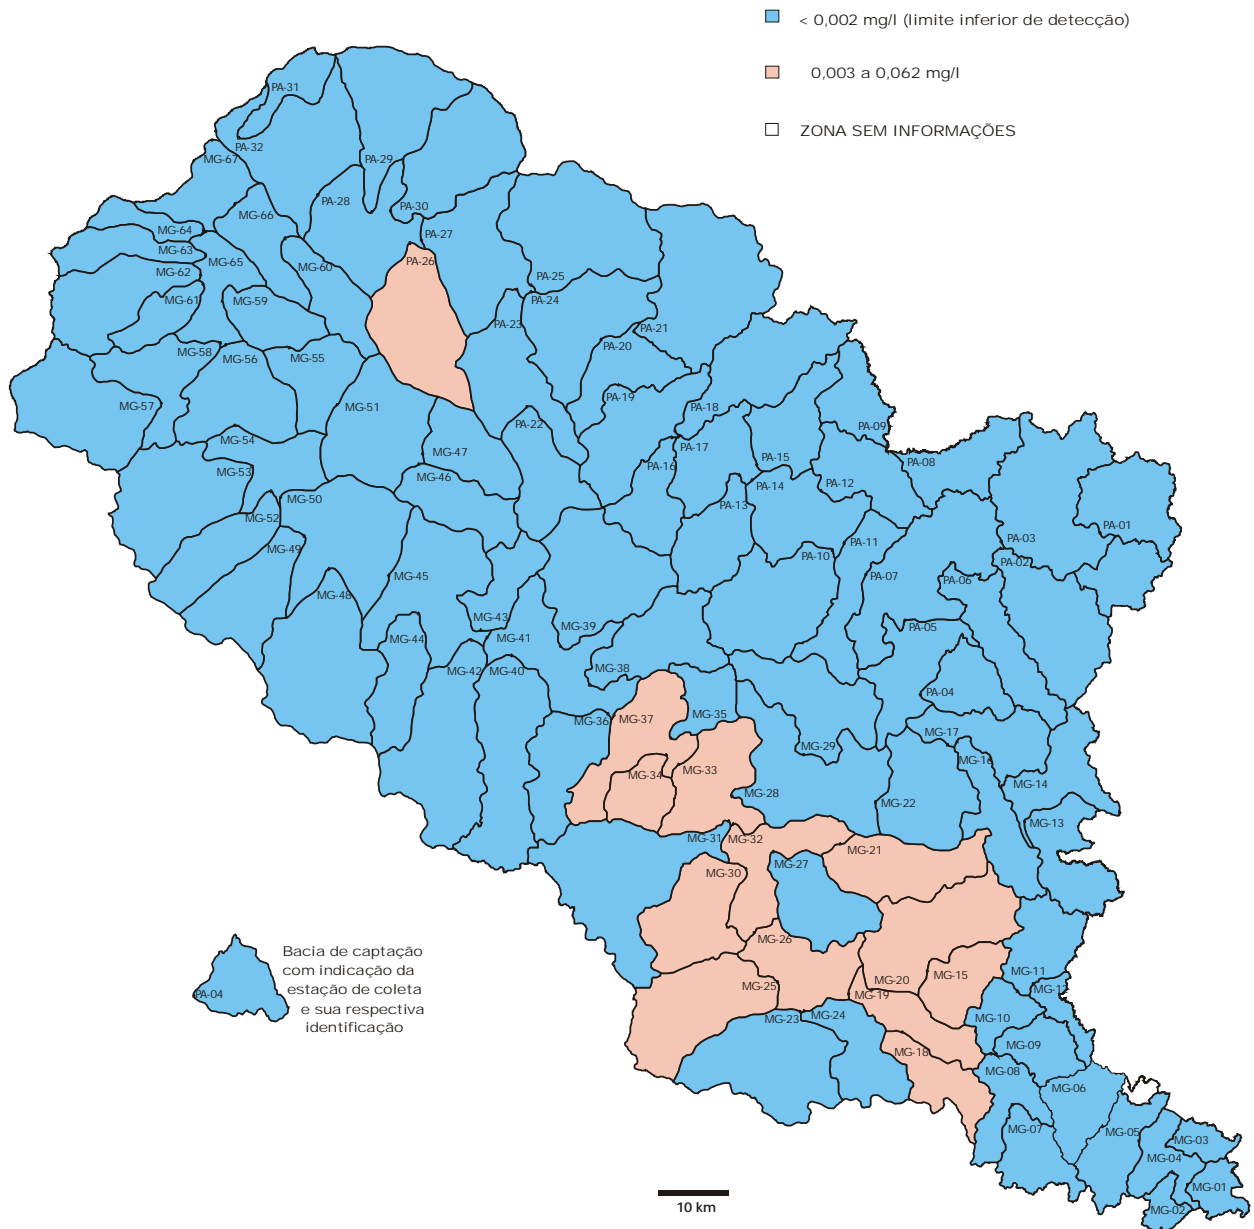 < 0,002 mg/l (limite inferior de detecção)
0,003 a 0,062 mg/l
ZONA SEM INFORMAÇÕES
PA-31
PA-32
MG-67
PA-29
PA-28
PA-30
MG-66
MG-64
PA-27
MG-63
MG-65
PA-26
MG-60
MG-62
PA-25
MG-61
MG-59
PA-24
PA-23
PA-21
PA-20
MG-58
MG-56
MG-55
PA-19
MG-57
MG-51
PA-18
PA-22
PA-09
MG-54
PA-17
MG-47
PA-15
PA-08
PA-16
MG-53
MG-46
PA-14
PA-12
MG-50
PA-13
MG-52
PA-01
PA-03
PA-11
MG-49
PA-10
PA-02
MG-45
PA-07
PA-06
MG-48
MG-43
MG-39
PA-05
MG-44
MG-41
MG-38
MG-42
MG-40
PA-04
MG-36
MG-37
MG-35
MG-17
MG-29
MG-16
MG-33
MG-34
MG-14
MG-28
MG-22
MG-13
MG-31
MG-32
MG-21
MG-27
MG-30
MG-26
MG-20
MG-15
MG-11
MG-25
MG-19
MG-12
MG-23
MG-24
MG-10
MG-09
MG-18
MG-08
MG-06
MG-07
MG-05
MG-03
MG-04
MG-01
MG-02
Bacia de captação
com indicação da
estação de coleta
e sua respectiva
identificação
PA-04
10 km